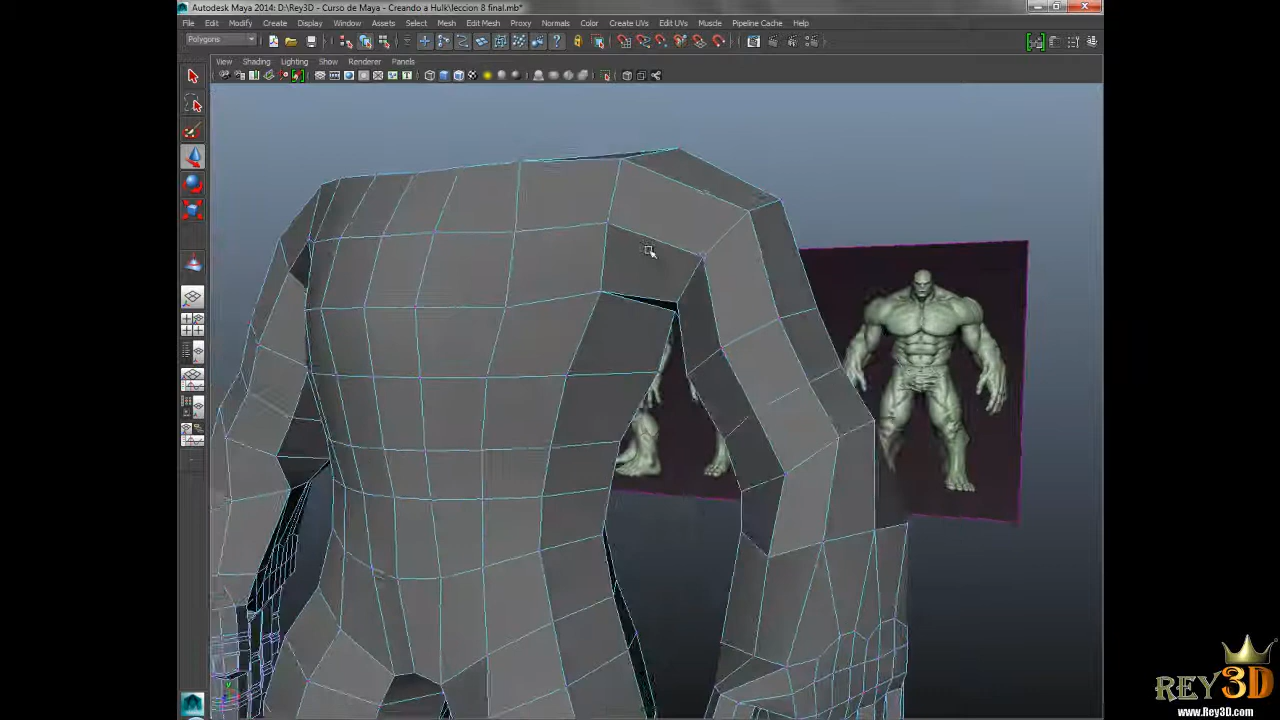 Autodesk Maya 2014: D:\Rey3D - Curso de Maya - Creando a Hulk\leccion 8 final.mb*
File Edit Modify Create Display Window Assets Select Mesh Edit Mesh Proxy Normals Color Create UVs Edit UVs Muscle Pipeline Cache Help
Polygons
View Shading Lighting Show Renderer Panels
REY3D
www.Rey3D.com